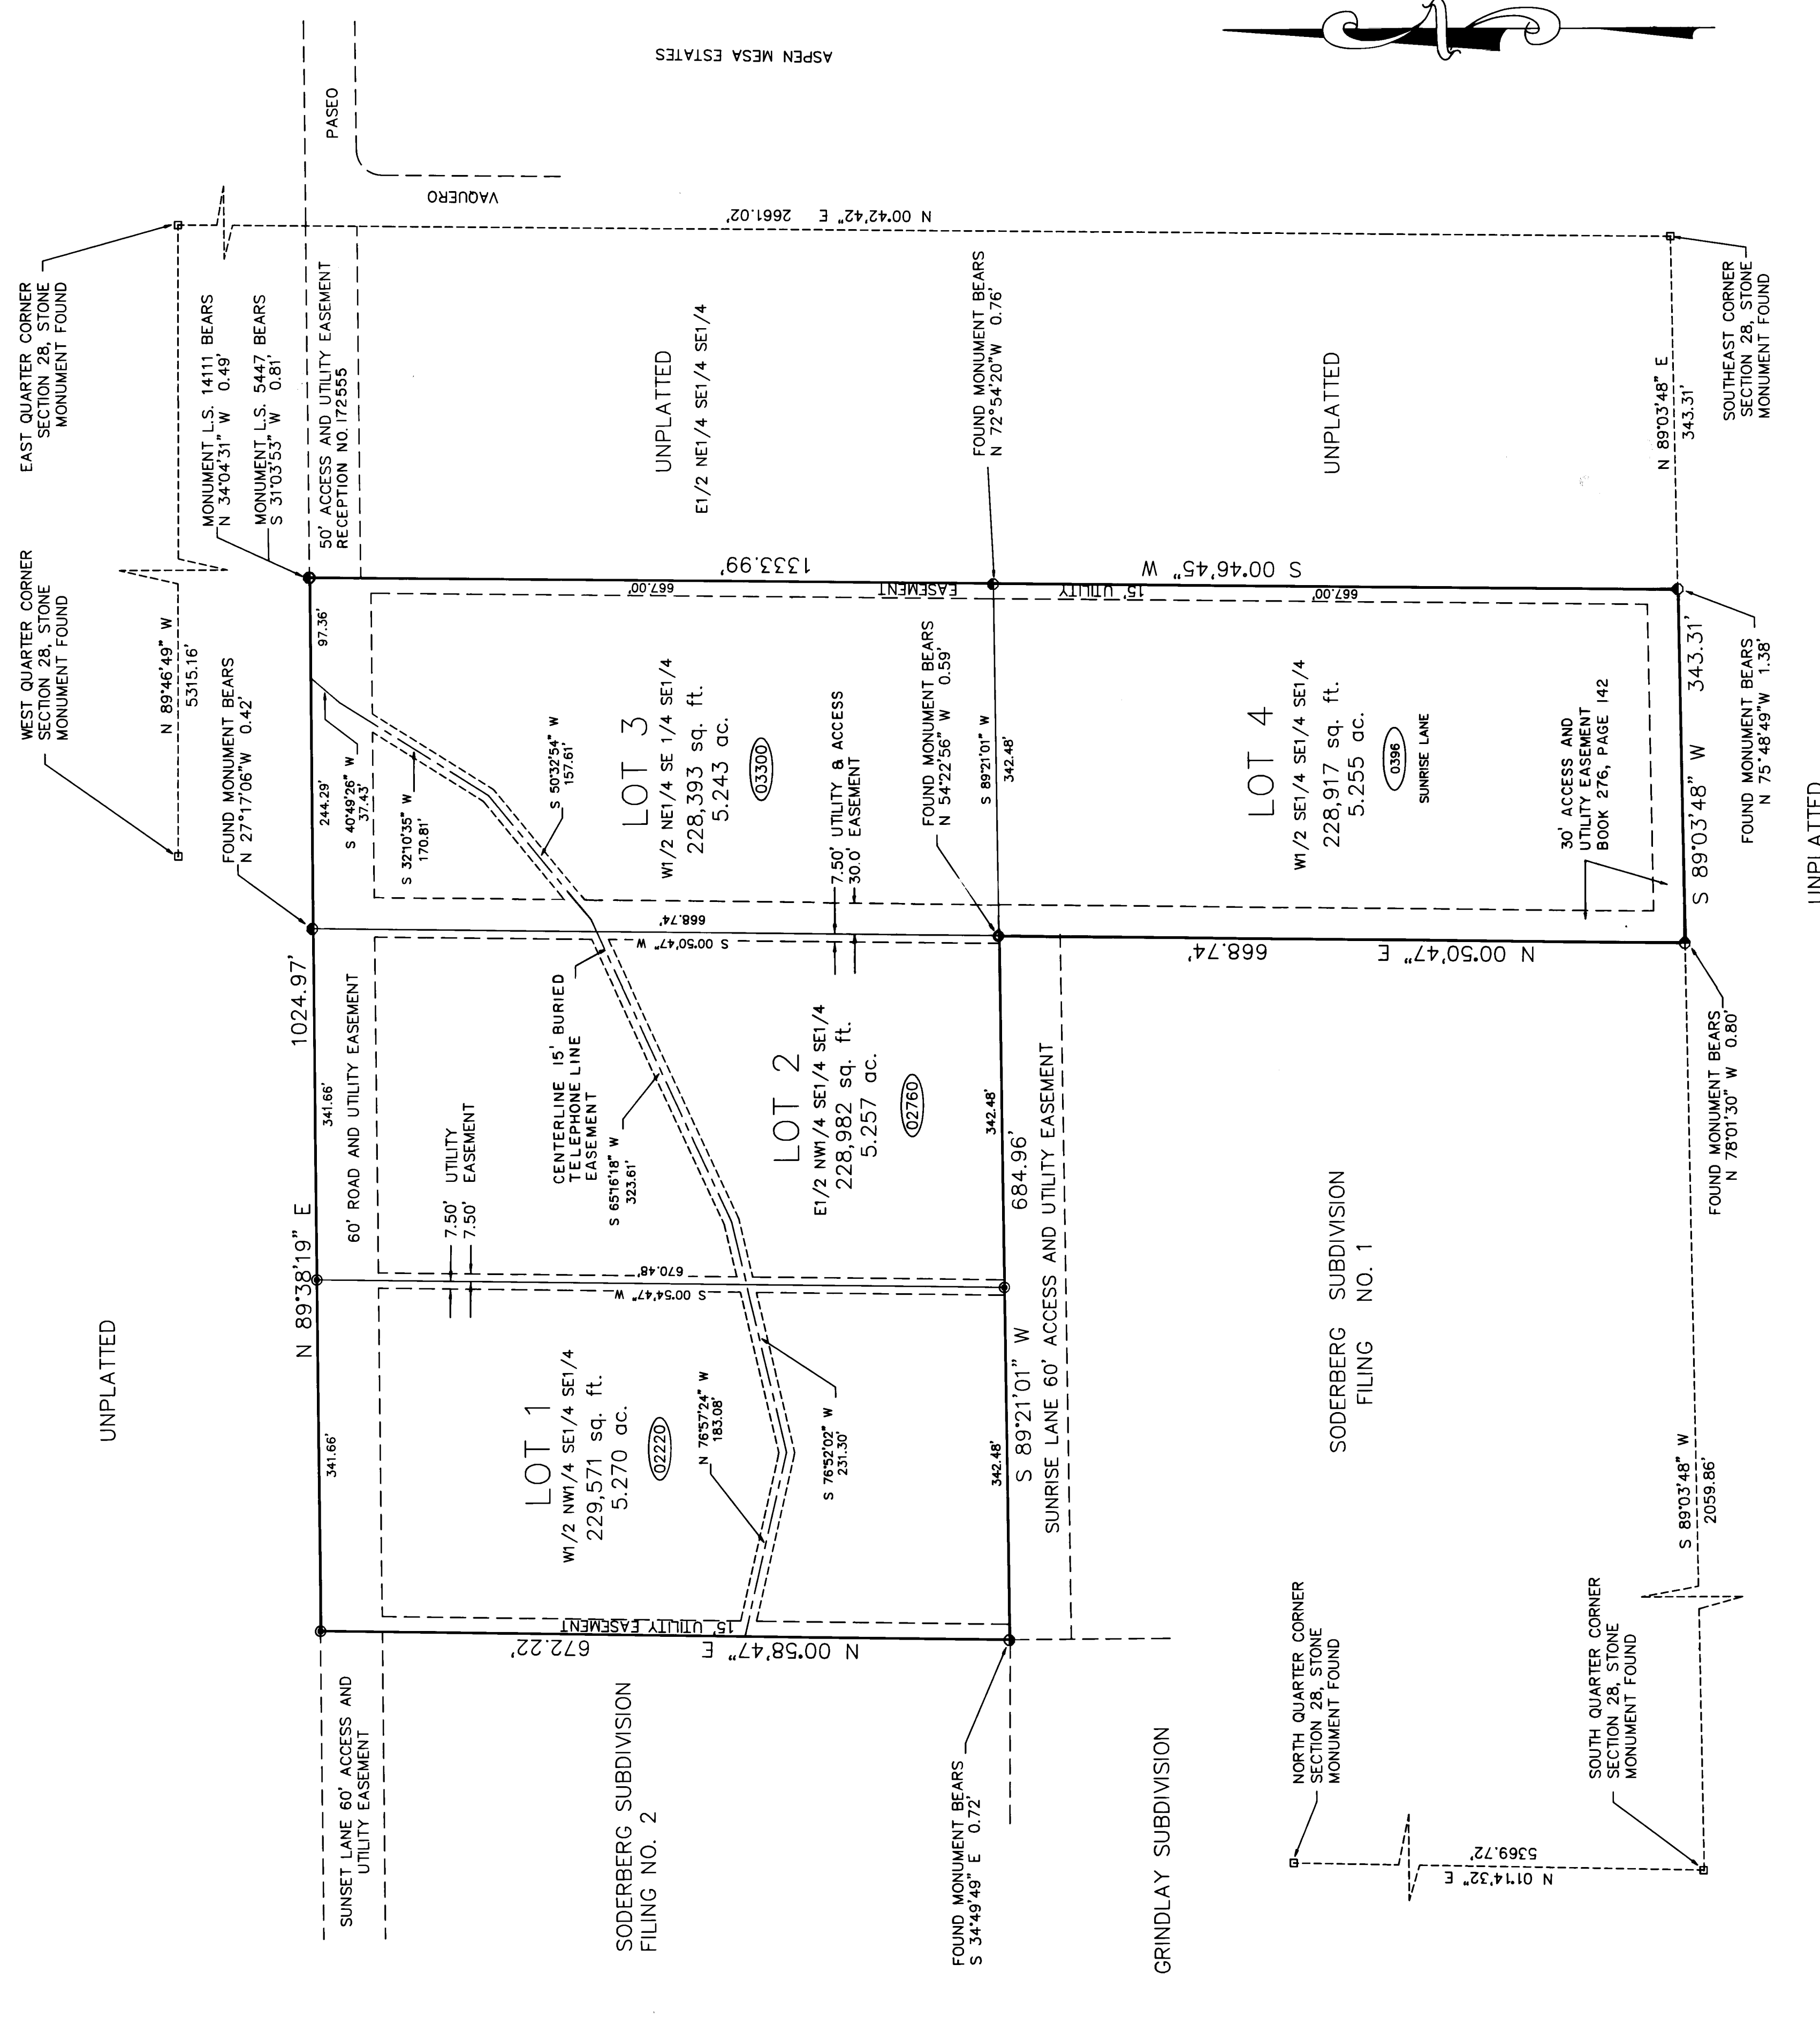 WEST QUARTER CORNER
SECTION 28, STONE
MONUMENT FOUND
EAST QUARTER CORNER
SECTION 28, STONE
MONUMENT FOUND
N 89°46'49" W
5315.16'
FOUND MONUMENT BEARS
N 27°17'06"W 0.42'
MONUMENT L.S. 14111 BEARS
N 34°04'31" W 0.49'
MONUMENT L.S. 5447 BEARS
S 31°03'53" W 0.81'
UNPLATTED
N 89°38'19" E
1024.97'
341.66'
341.66'
244.29'
97.36'
50' ACCESS AND UTILITY EASEMENT
RECEPTION NO. 172555
PASEO
VAQUERO
ASPEN MESA ESTATES
N 00°42'42" E 2661.02'
SUNSET LANE 60' ACCESS AND
UTILITY EASEMENT
60' ROAD AND UTILITY EASEMENT
S 40°49'26" W
37.43'
S 32°10'35" W
170.81'
S 50°32'54" W
157.61'
7.50' UTILITY
7.50' EASEMENT
CENTERLINE 15' BURIED
TELEPHONE LINE
EASEMENT
S 65°16'18" W
323.61'
SODERBERG SUBDIVISION
FILING NO. 2
N 00°58'47" E 672.22'
15' UTILITY EASEMENT
LOT 1
W1/2 NW1/4 SE1/4 SE1/4
229,571 sq. ft.
5.270 ac.
02220
N 76°57'24" W
183.08'
S 76°52'02" W
231.30'
S 00°54'47" W
670.48'
LOT 2
E1/2 NW1/4 SE1/4 SE1/4
228,982 sq. ft.
5.257 ac.
02760
S 00°50'47" W
668.74'
LOT 3
W1/2 NE1/4 SE 1/4 SE1/4
228,393 sq. ft.
5.243 ac.
03300
7.50' UTILITY & ACCESS
30.0' EASEMENT
667.00'
1333.99'
15' UTILITY EASEMENT
S 00°46'45" W
667.00'
UNPLATTED
E1/2 NE1/4 SE1/4 SE1/4
FOUND MONUMENT BEARS
N 72°54'20"W 0.76'
FOUND MONUMENT BEARS
N 54°22'56" W 0.59'
S 89°21'01" W
342.48'
342.48'
342.48'
S 89°21'01" W
684.96'
SUNRISE LANE 60' ACCESS AND UTILITY EASEMENT
FOUND MONUMENT BEARS
S 34°49'49" E 0.72'
GRINDLAY SUBDIVISION
N 00°50'47" E
668.74'
LOT 4
W1/2 SE1/4 SE1/4 SE1/4
228,917 sq. ft.
5.255 ac.
0396
SUNRISE LANE
30' ACCESS AND
UTILITY EASEMENT
BOOK 276, PAGE 142
UNPLATTED
SODERBERG SUBDIVISION
FILING NO. 1
NORTH QUARTER CORNER
SECTION 28, STONE
MONUMENT FOUND
N 01°14'32" E
5369.72'
SOUTH QUARTER CORNER
SECTION 28, STONE
MONUMENT FOUND
S 89°03'48" W
2059.86'
FOUND MONUMENT BEARS
N 78°01'30" W 0.80'
S 89°03'48" W 343.31'
FOUND MONUMENT BEARS
N 75°48'49"W 1.38'
N 89°03'48" E
343.31'
SOUTHEAST CORNER
SECTION 28, STONE
MONUMENT FOUND
UNPLATTED
N